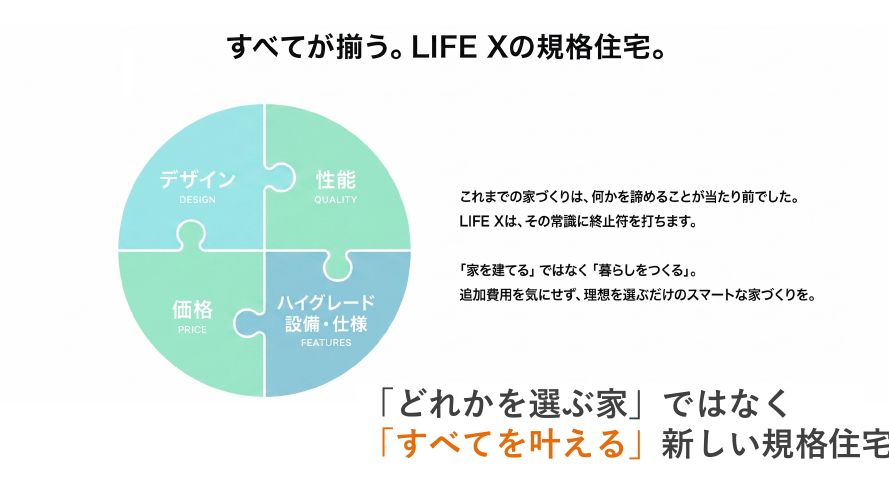 すべてが揃う。LIFE Xの規格住宅。
デザイン
DESIGN
性能
QUALITY
価格
PRICE
ハイグレード
設備・仕様
FEATURES
これまでの家づくりは、何かを諦めることが当たり前でした。
LIFE Xは、その常識に終止符を打ちます。
「家を建てる」ではなく「暮らしをつくる」。
追加費用を気にせず、理想を選ぶだけのスマートな家づくりを。
「どれかを選ぶ家」ではなく
「すべてを叶える」新しい規格住宅